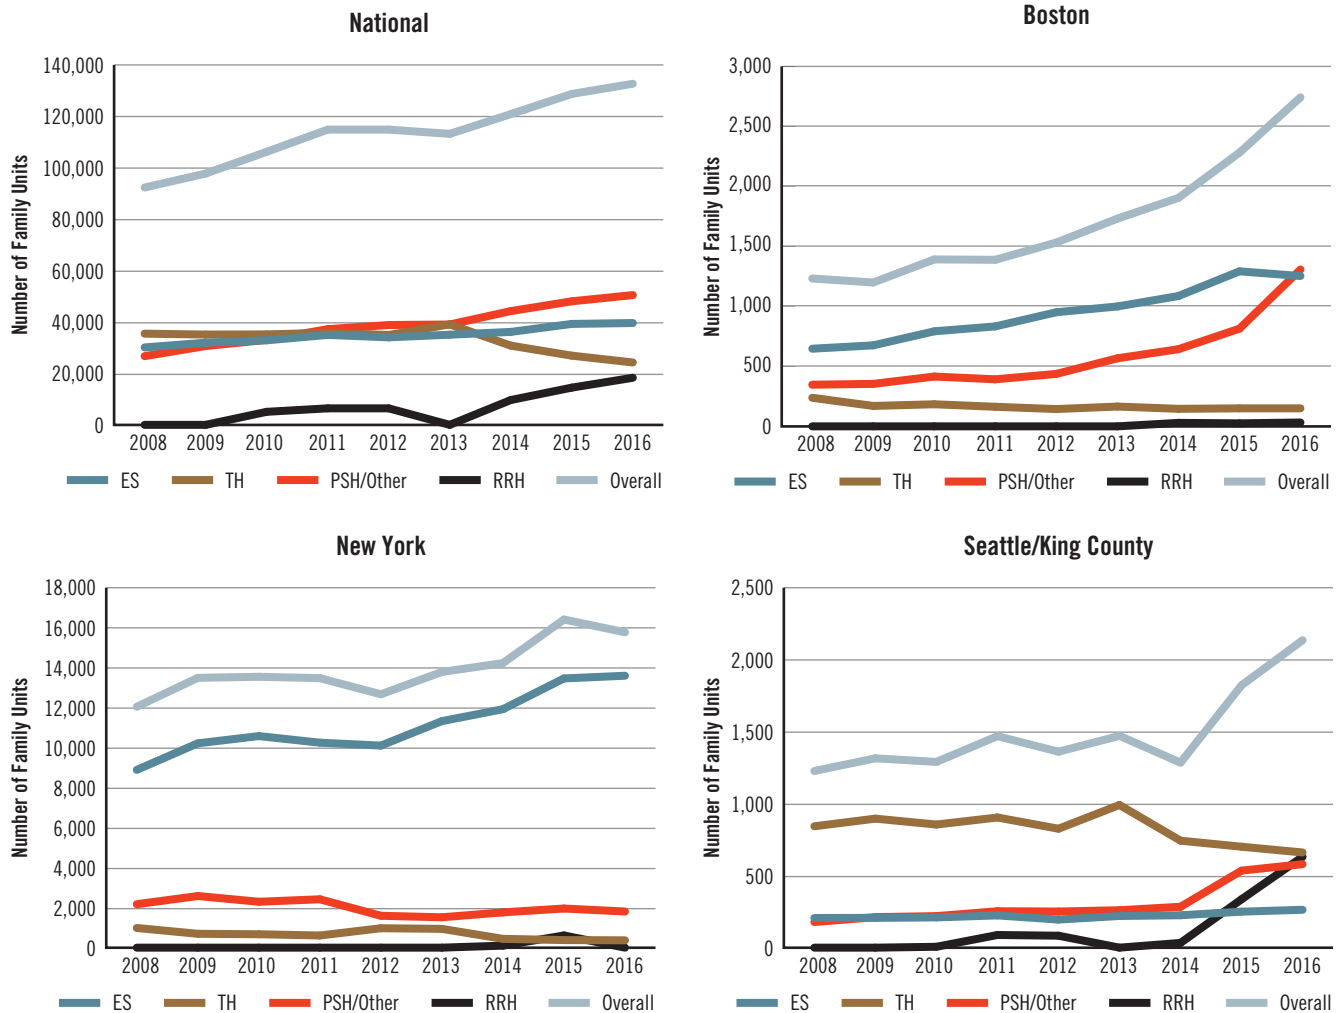 National
Number of Family Units
140,000
120,000
100,000
80,000
60,000
40,000
20,000
0
2008 2009 2010 2011 2012 2013 2014 2015 2016
ES TH PSH/Other RRH Overall
Boston
Number of Family Units
3,000
2,500
2,000
1,500
1,000
500
0
2008 2009 2010 2011 2012 2013 2014 2015 2016
ES TH PSH/Other RRH Overall
New York
Number of Family Units
18,000
16,000
14,000
12,000
10,000
8,000
6,000
4,000
2,000
0
2008 2009 2010 2011 2012 2013 2014 2015 2016
ES TH PSH/Other RRH Overall
Seattle/King County
Number of Family Units
2,500
2,000
1,500
1,000
500
0
2008 2009 2010 2011 2012 2013 2014 2015 2016
ES TH PSH/Other RRH Overall